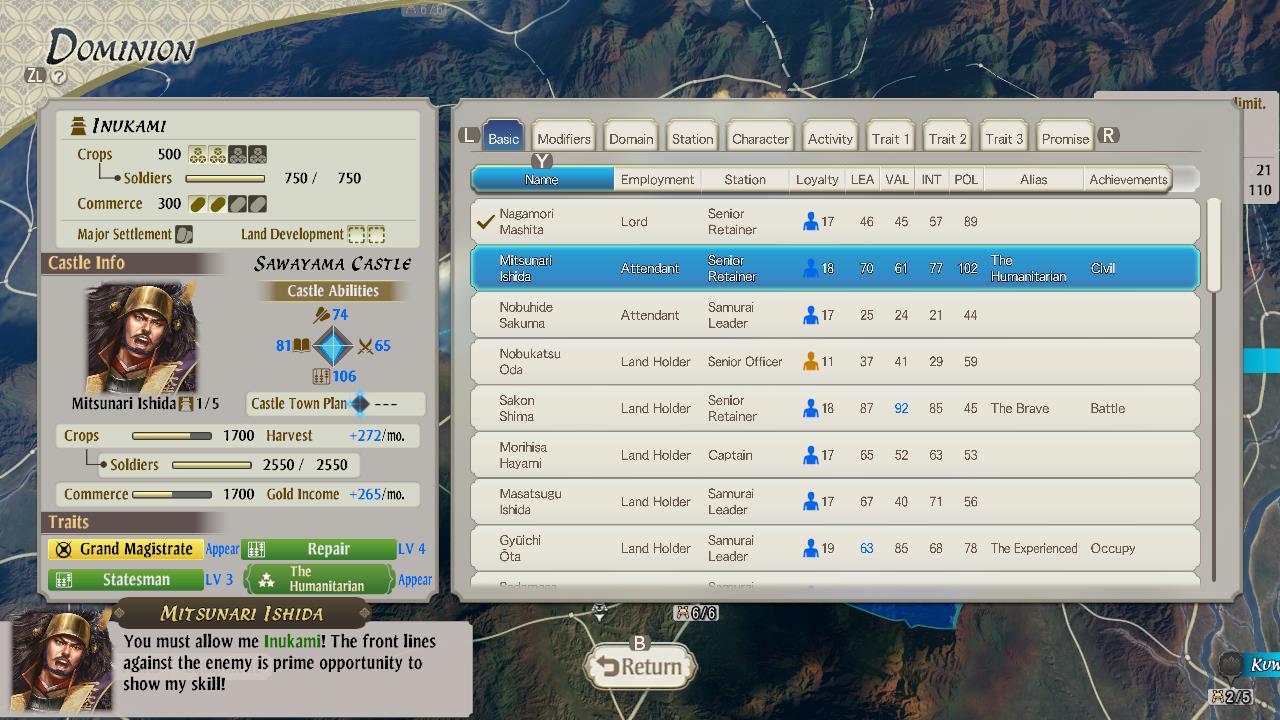 6/6
DOMINION
ZL ?
INUKAMI
Crops 500
Soldiers 750 / 750
Commerce 300
Major Settlement Land Development
Castle Info SAWAYAMA CASTLE
Castle Abilities
74
81 65
106
Mitsunari Ishida 1/5 Castle Town Plan ---
Crops 1700 Harvest +272/mo.
Soldiers 2550 / 2550
Commerce 1700 Gold Income +265/mo.
Traits
Grand Magistrate Appear Repair LV 4
Statesman LV 3 The Humanitarian Appear
MITSUNARI ISHIDA
You must allow me Inukami! The front lines
against the enemy is prime opportunity to
show my skill!
limit.
21
110
L Basic Modifiers Domain Station Character Activity Trait 1 Trait 2 Trait 3 Promise R
Y
Name Employment Station Loyalty LEA VAL INT POL Alias Achievements
Nagamori Mashita Lord Senior Retainer 17 46 45 57 89
Mitsunari Ishida Attendant Senior Retainer 18 70 61 77 102 The Humanitarian Civil
Nobuhide Sakuma Attendant Samurai Leader 17 25 24 21 44
Nobukatsu Oda Land Holder Senior Officer 11 37 41 29 59
Sakon Shima Land Holder Senior Retainer 18 87 92 85 45 The Brave Battle
Morihisa Hayami Land Holder Captain 17 65 52 63 53
Masatsugu Ishida Land Holder Samurai Leader 17 67 40 71 56
Gyūichi Ōta Land Holder Samurai Leader 19 63 85 68 78 The Experienced Occupy
6/6
B
Return
2/5